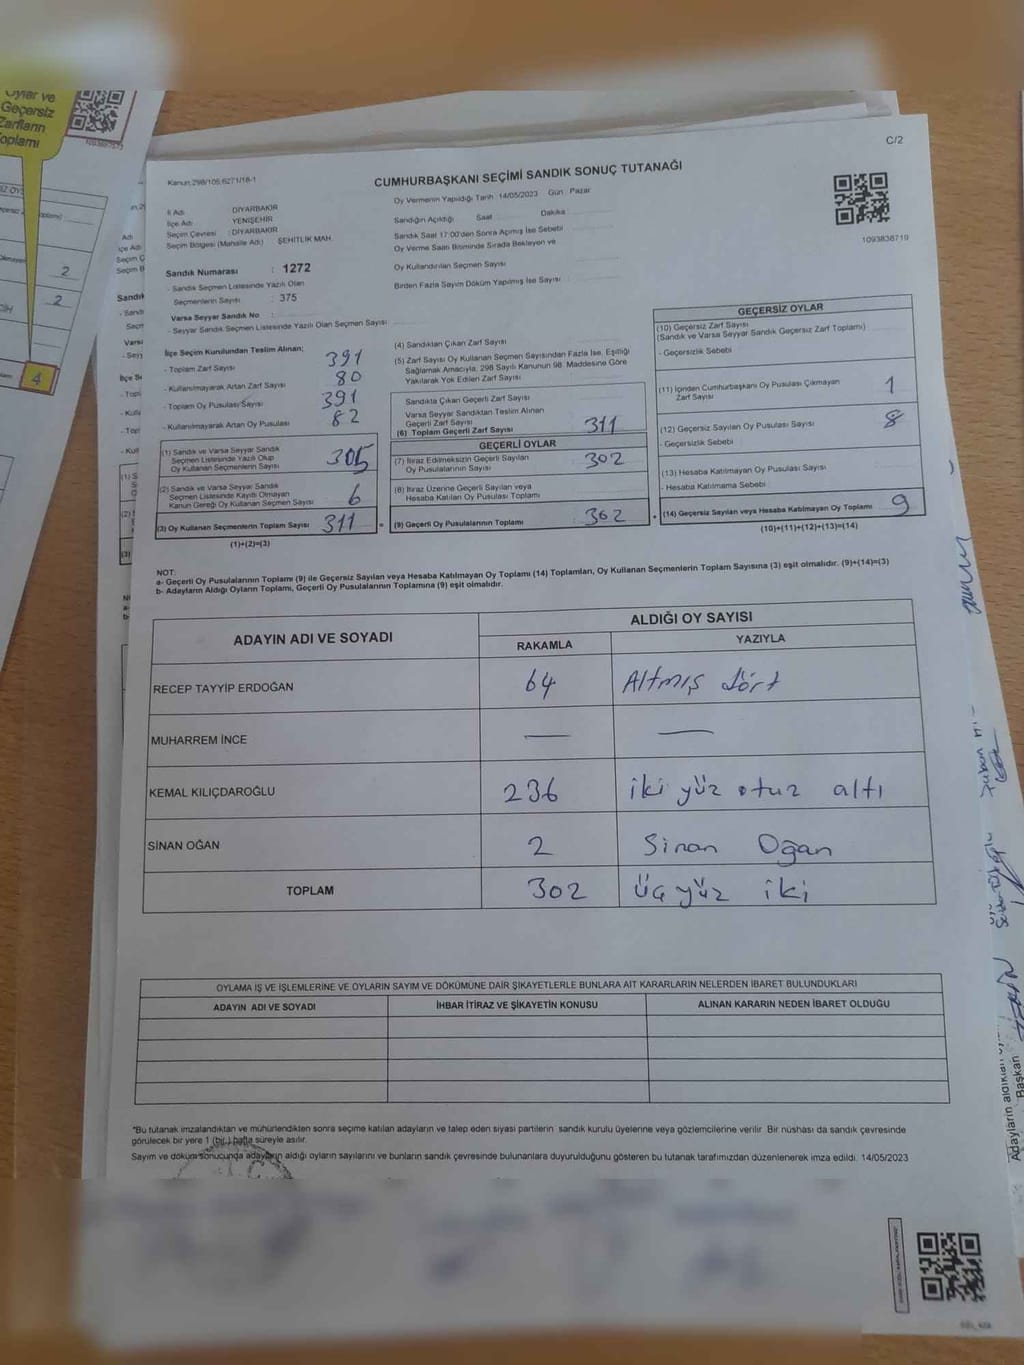 Oylar ve
Geçersiz
Zarfların
Toplamı
2
2
4
C/2
Kanun:298/105,6271/18-1
CUMHURBAŞKANI SEÇİMİ SANDIK SONUÇ TUTANAĞI
Oy Vermenin Yapıldığı Tarih 14/05/2023 Gün Pazar
1093838719
İl Adı DİYARBAKIR
İlçe Adı YENİŞEHİR
Seçim Çevresi : DİYARBAKIR
Seçim Bölgesi (Mahalle Adı) ŞEHİTLİK MAH.
Sandığın Açıldığı Saat Dakika
Sandık Saat 17:00'den Sonra Açımış İse Sebebi
Oy Verme Saati Bitiminde Sırada Bekleyen ve
Oy Kullandırılan Seçmen Sayısı
Birden Fazla Sayım Döküm Yapılmış İse Sayısı
Sandık Numarası : 1272
- Sandık Seçmen Listesinde Yazılı Olan
Seçmenlerin Sayısı : 375
Varsa Seyyar Sandık No :
- Seyyar Sandık Seçmen Listesinde Yazılı Olan Seçmen Sayısı
İlçe Seçim Kurulundan Teslim Alınan;
- Toplam Zarf Sayısı 391
- Kullanılmayarak Artan Zarf Sayısı 80
- Toplam Oy Pusulası Sayısı 391
- Kullanılmayarak Artan Oy Pusulası 82
(1) Sandık ve Varsa Seyyar Sandık
Seçmen Listesinde Yazılı Olup
Oy Kullanan Seçmenlerin Sayısı 305
(2) Sandık ve Varsa Seyyar Sandık
Seçmen Listesinde Kayıtlı Olmayan
Kanun Gereği Oy Kullanan Seçmen Sayısı 6
(3) Oy Kullanan Seçmenlerin Toplam Sayısı 311 =
(1)+(2)=(3)
(4) Sandıktan Çıkan Zarf Sayısı
(5) Zarf Sayısı Oy Kullanan Seçmen Sayısından Fazla İse, Eşitliği
Sağlamak Amacıyla, 298 Sayılı Kanunun 98. Maddesine Göre
Yakılarak Yok Edilen Zarf Sayısı
Sandıkta Çıkan Geçerli Zarf Sayısı
Varsa Seyyar Sandıktan Teslim Alınan
Geçerli Zarf Sayısı
(6) Toplam Geçerli Zarf Sayısı 311
GEÇERLİ OYLAR
(7) İtiraz Edilmeksizin Geçerli Sayılan
Oy Pusulalarının Sayısı : 302
(8) İtiraz Üzerine Geçerli Sayılan veya
Hesaba Katılan Oy Pusulası Toplamı
(9) Geçerli Oy Pusulalarının Toplamı : 302 +
GEÇERSİZ OYLAR
(10) Geçersiz Zarf Sayısı
(Sandık ve Varsa Seyyar Sandık Geçersiz Zarf Toplamı)
- Geçersizlik Sebebi
(11) İçinden Cumhurbaşkanı Oy Pusulası Çıkmayan
Zarf Sayısı 1
(12) Geçersiz Sayılan Oy Pusulası Sayısı 8
- Geçersizlik Sebebi
(13) Hesaba Katılmayan Oy Pusulası Sayısı
- Hesaba Katılmama Sebebi
(14) Geçersiz Sayılan veya Hesaba Katılmayan Oy Toplamı 9
(10)+(11)+(12)+(13)=(14)
NOT:
a- Geçerli Oy Pusulalarının Toplamı (9) ile Geçersiz Sayılan veya Hesaba Katılmayan Oy Toplamı (14) Toplamları, Oy Kullanan Seçmenlerin Toplam Sayısına (3) eşit olmalıdır. (9)+(14)=(3)
b- Adayların Aldığı Oyların Toplamı, Geçerli Oy Pusulalarının Toplamına (9) eşit olmalıdır.
ADAYIN ADI VE SOYADI ALDIĞI OY SAYISI
RAKAMLA YAZIYLA
RECEP TAYYİP ERDOĞAN 64 Altmış dört
MUHARREM İNCE — —
KEMAL KILIÇDAROĞLU 236 iki yüz otuz altı
SİNAN OĞAN 2 Sinan Oğan
TOPLAM 302 Üç yüz iki
OYLAMA İŞ VE İŞLEMLERİNE VE OYLARIN SAYIM VE DÖKÜMÜNE DAİR ŞİKAYETLERLE BUNLARA AİT KARARLARIN NELERDEN İBARET BULUNDUKLARI
ADAYIN ADI VE SOYADI İHBAR İTİRAZ VE ŞİKAYETİN KONUSU ALINAN KARARIN NEDEN İBARET OLDUĞU
*Bu tutanak imzalandıktan ve mühürlendikten sonra seçime katılan adayların ve talep eden siyasi partilerin sandık kurulu üyelerine veya gözlemcilerine verilir. Bir nüshası da sandık çevresinde
görülecek bir yere 1 (bir ) hafta süreyle asılır.
Sayım ve döküm sonucunda adayların aldığı oyların sayılarını ve bunların sandık çevresinde bulunanlara duyurulduğunu gösteren bu tutanak tarafımızdan düzenlenerek imza edildi. 14/05/2023
Adayların aldıkları
Başkan